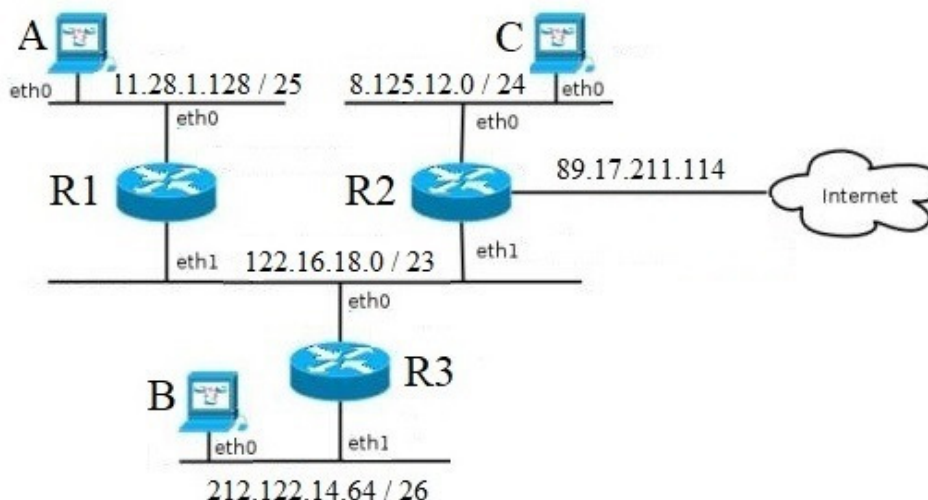 A
C
eth0
11.28.1.128 / 25
8.125.12.0 / 24
eth0
eth0
eth0
R1
R2
89.17.211.114
Internet
eth1
122.16.18.0 / 23
eth1
eth0
R3
B
eth0
eth1
212.122.14.64 / 26